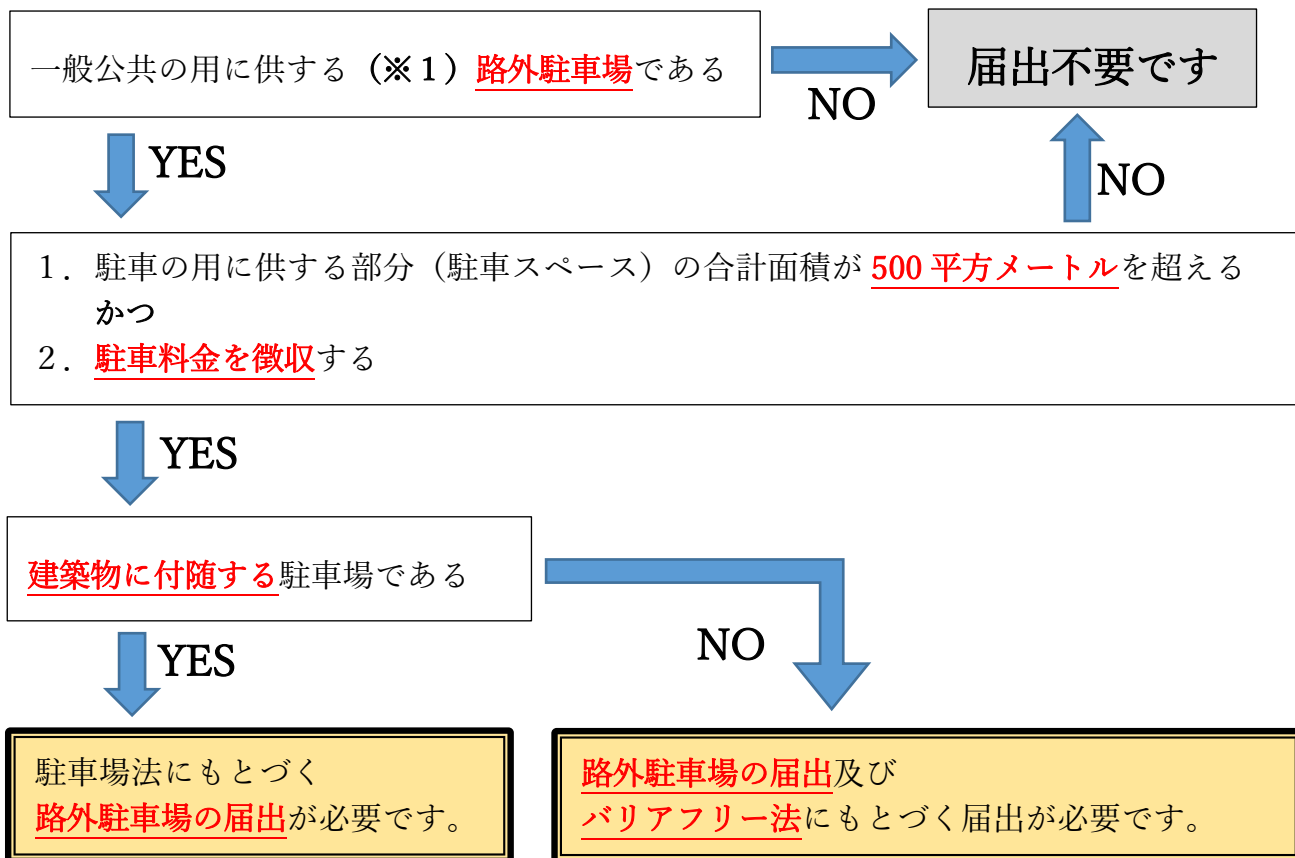 一般公共の用に供する（※１）路外駐車場である
届出不要です
NO
YES
NO
１．駐車の用に供する部分（駐車スペース）の合計面積が 500 平方メートルを超える
かつ
２．駐車料金を徴収する
YES
建築物に付随する駐車場である
NO
YES
駐車場法にもとづく
路外駐車場の届出が必要です。
路外駐車場の届出及び
バリアフリー法にもとづく届出が必要です。